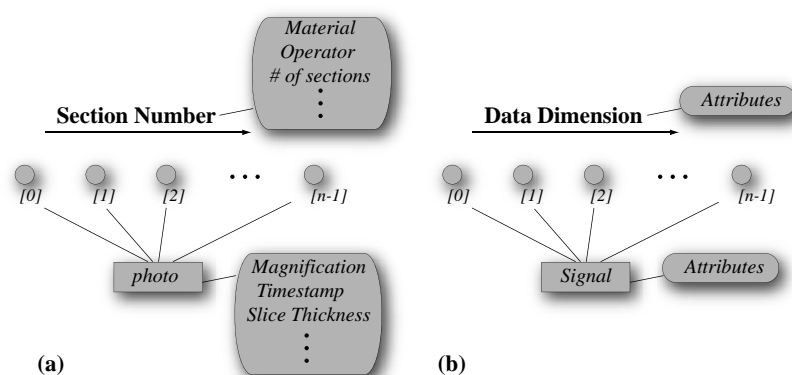 Material
Operator
# of sections
Section Number
[0]
[1]
[2]
[n-1]
photo
Magnification
Timestamp
Slice Thickness
(a)
Attributes
Data Dimension
[0]
[1]
[2]
[n-1]
Signal
Attributes
(b)